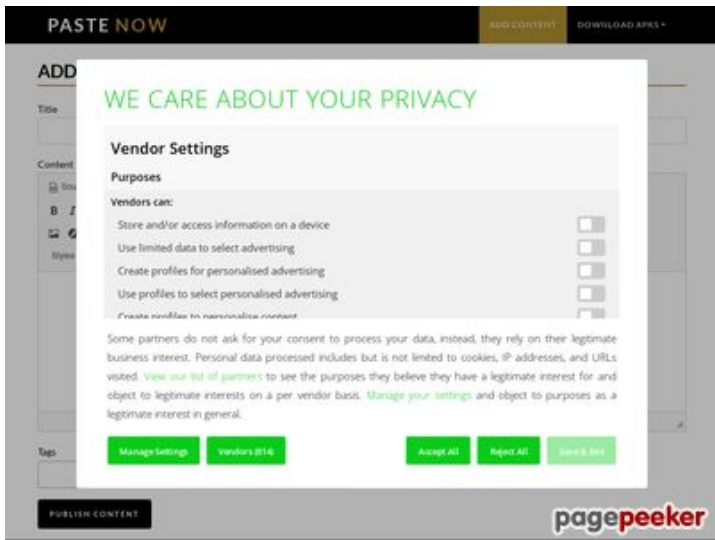 PASTE NOW
ADD CONTENT
DOWNLOAD APKS
ADD
Title
Content
WE CARE ABOUT YOUR PRIVACY
Vendor Settings
Purposes
Vendors can:
Store and/or access information on a device
Use limited data to select advertising
Create profiles for personalised advertising
Use profiles to select personalised advertising
Create profiles to personalise content
Some partners do not ask for your consent to process your data, instead, they rely on their legitimate
business interest. Personal data processed includes but is not limited to cookies, IP addresses, and URLs
visited. View our list of partners to see the purposes they believe they have a legitimate interest for and
object to legitimate interests on a per vendor basis. Manage your settings and object to purposes as a
legitimate interest in general.
Manage Settings
Vendors (814)
Accept All
Reject All
Save & Exit
B I
Styles
Tags
PUBLISH CONTENT
pagepeeker